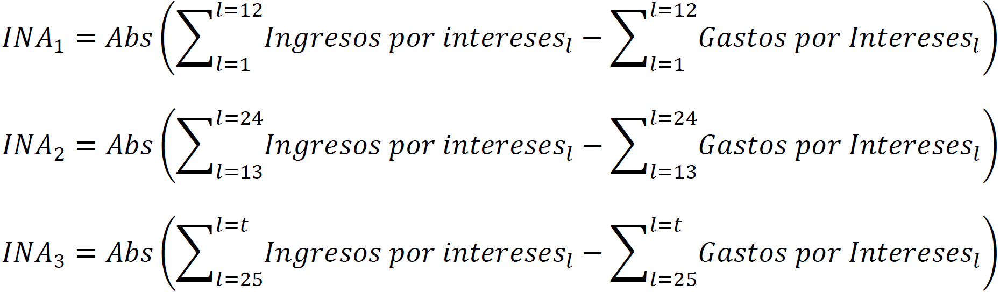 INA₁ = Abs(∑_{l=1}^{l=12} Ingresos por intereses_l − ∑_{l=1}^{l=12} Gastos por Intereses_l)
INA₂ = Abs(∑_{l=13}^{l=24} Ingresos por intereses_l − ∑_{l=13}^{l=24} Gastos por Intereses_l)
INA₃ = Abs(∑_{l=25}^{l=t} Ingresos por intereses_l − ∑_{l=25}^{l=t} Gastos por Intereses_l)